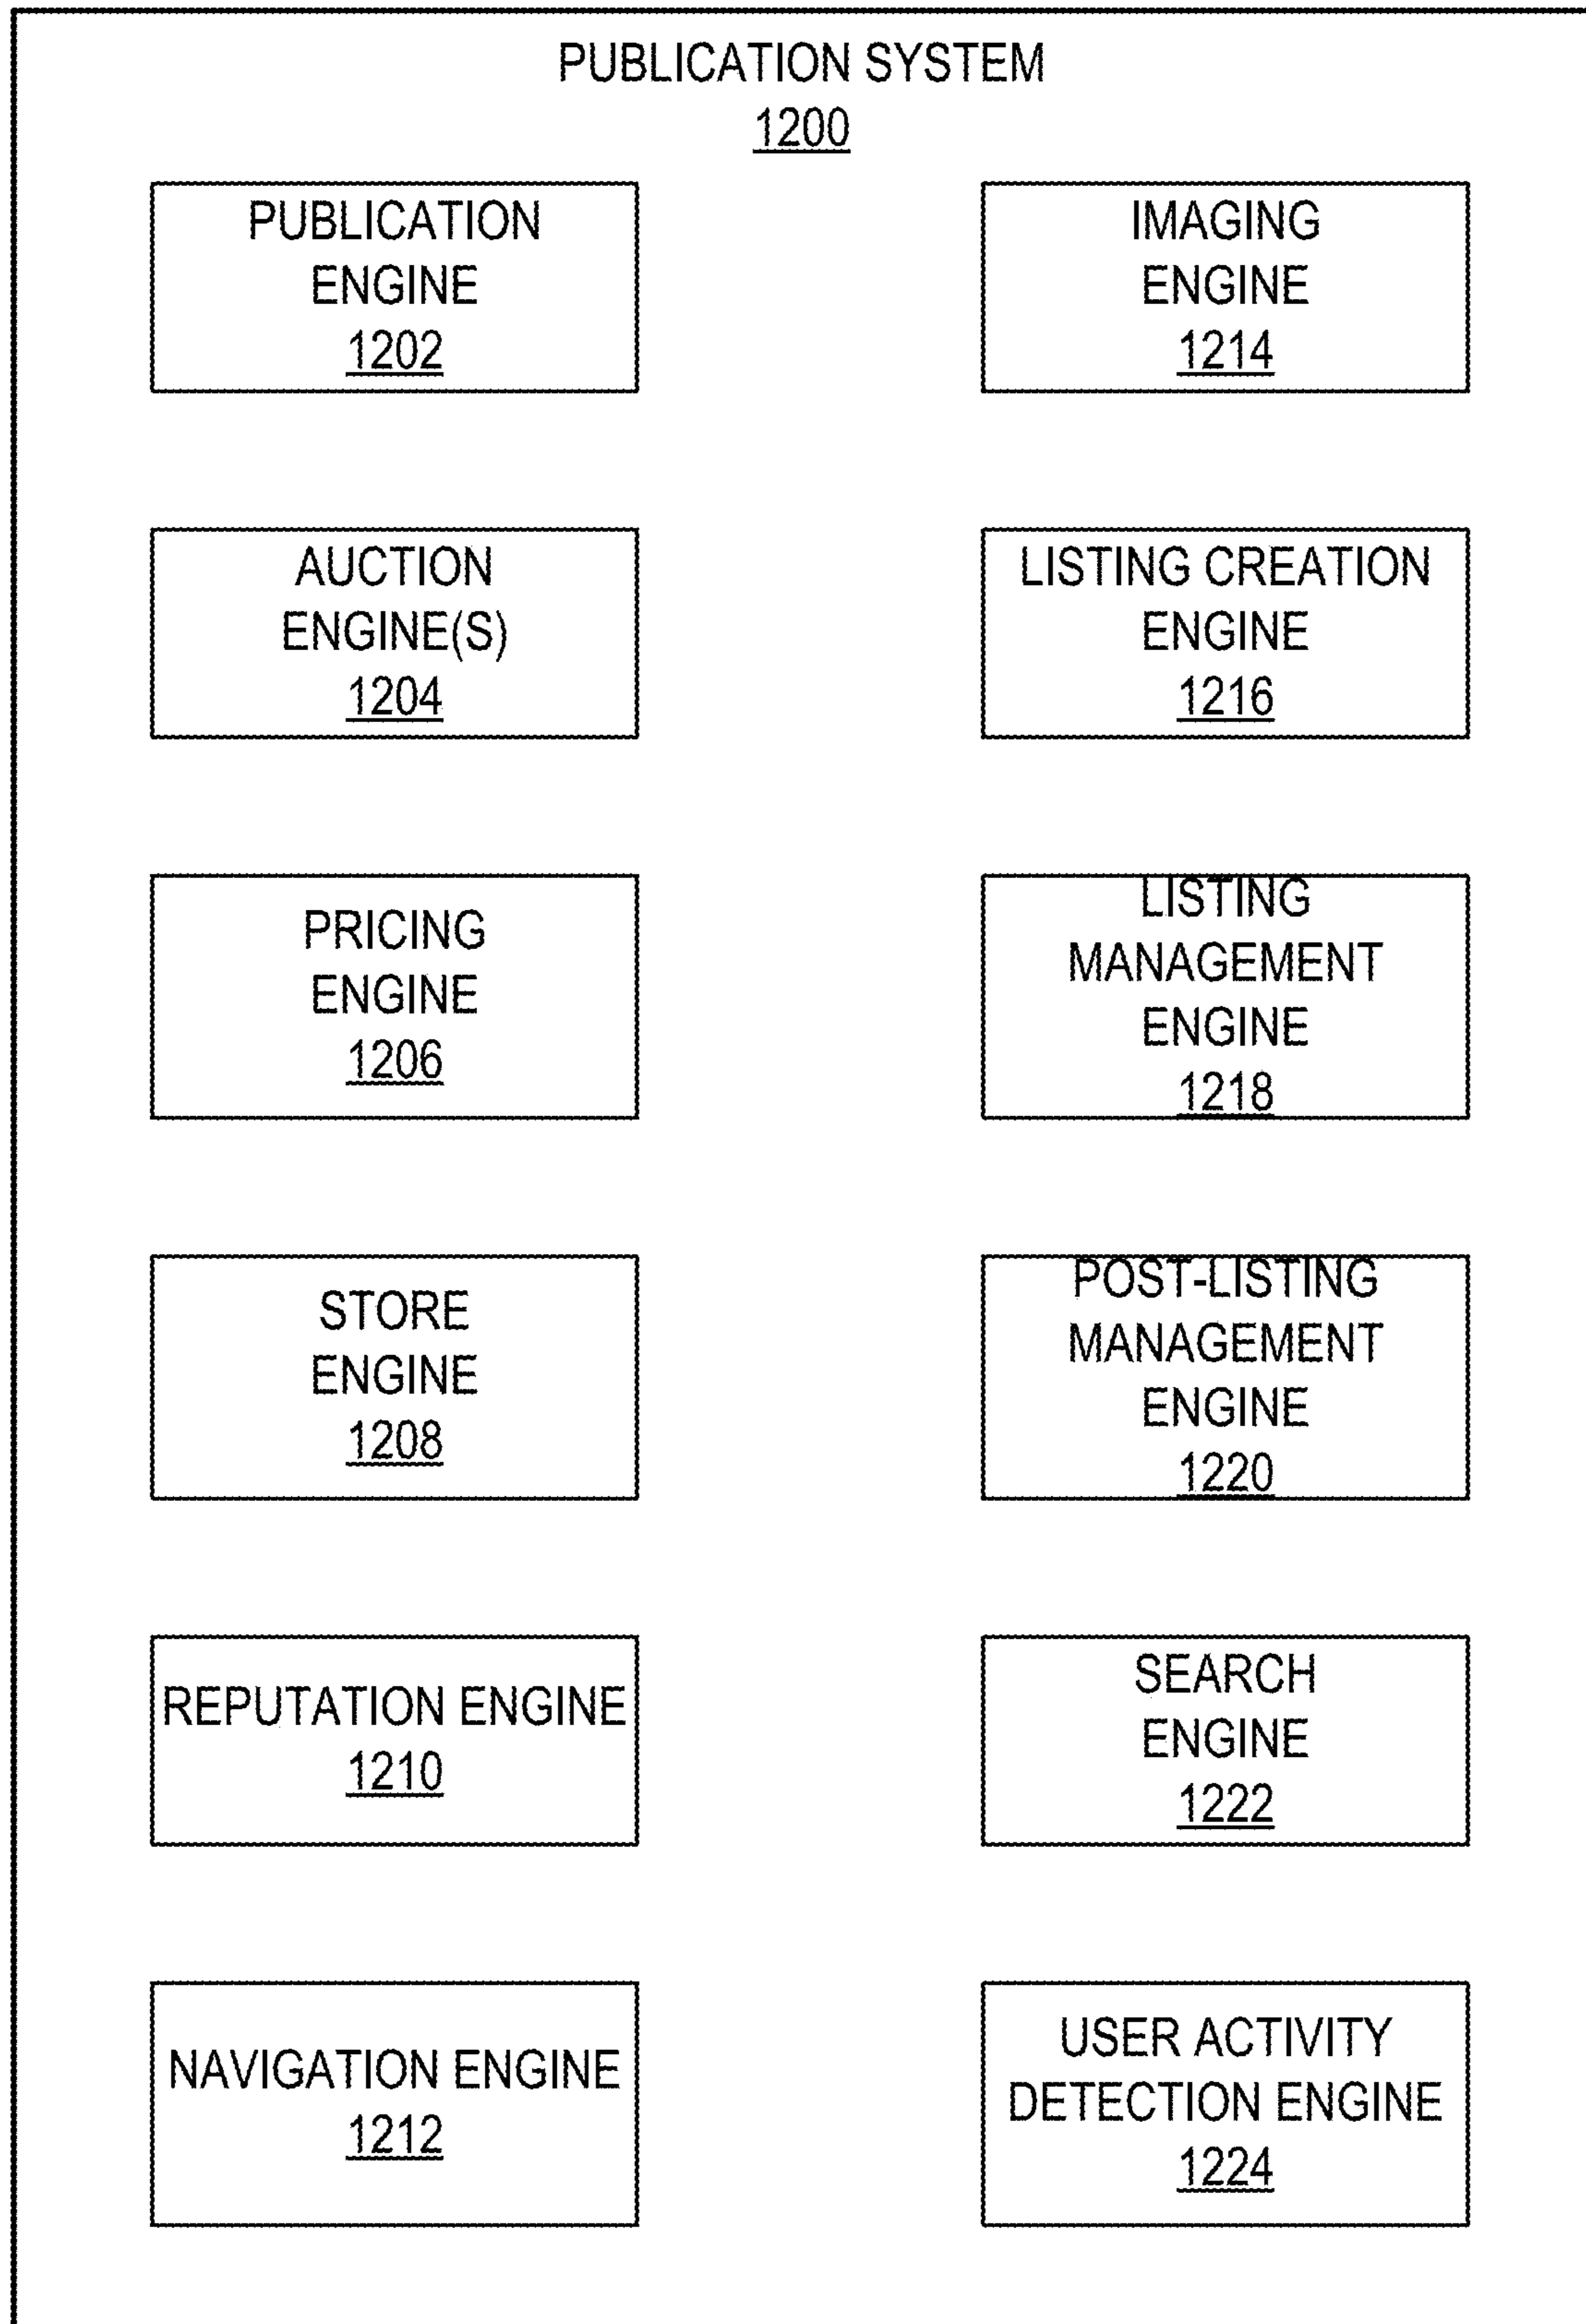 PUBLICATION SYSTEM
1200
PUBLICATION
ENGINE
1202
IMAGING
ENGINE
1214
AUCTION
ENGINE(S)
1204
LISTING CREATION
ENGINE
1216
PRICING
ENGINE
1206
LISTING
MANAGEMENT
ENGINE
1218
STORE
ENGINE
1208
POST-LISTING
MANAGEMENT
ENGINE
1220
REPUTATION ENGINE
1210
SEARCH
ENGINE
1222
NAVIGATION ENGINE
1212
USER ACTIVITY
DETECTION ENGINE
1224